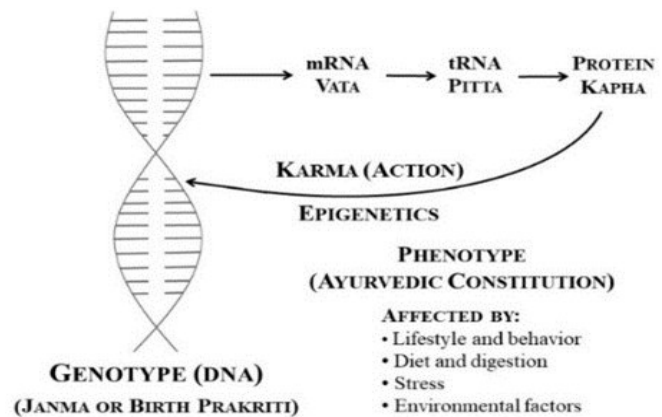 mRNA
VATA
tRNA
PITTA
PROTEIN
KAPHA
KARMA (ACTION)
EPIGENETICS
PHENOTYPE
(AYURVEDIC CONSTITUTION)
AFFECTED BY:
• Lifestyle and behavior
• Diet and digestion
• Stress
• Environmental factors
GENOTYPE (DNA)
(JANMA OR BIRTH PRAKRITI)